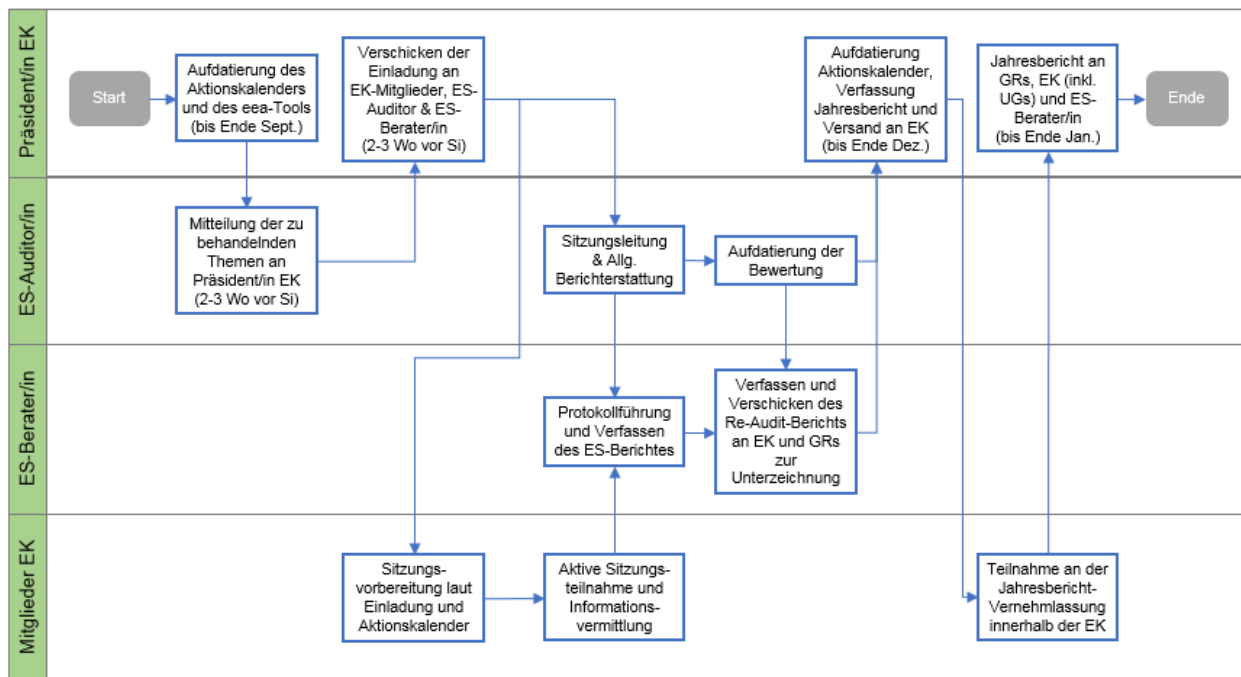 Präsident/in EK
Start
Aufdatierung des
Aktionskalenders
und des eea-Tools
(bis Ende Sept.)
Verschicken der
Einladung an
EK-Mitglieder, ES-
Auditor & ES-
Berater/in
(2-3 Wo vor Si)
Aufdatierung
Aktionskalender,
Verfassung
Jahresbericht und
Versand an EK
(bis Ende Dez.)
Jahresbericht an
GRs, EK (inkl.
UGs) und ES-
Berater/in
(bis Ende Jan.)
Ende
ES-Auditor/in
Mitteilung der zu
behandelnden
Themen an
Präsident/in EK
(2-3 Wo vor Si)
Sitzungsleitung
& Allg.
Berichterstattung
Aufdatierung der
Bewertung
ES-Berater/in
Protokollführung
und Verfassen
des ES-Berichtes
Verfassen und
Verschicken des
Re-Audit-Berichts
an EK und GRs
zur
Unterzeichnung
Mitglieder EK
Sitzungs-
vorbereitung laut
Einladung und
Aktionskalender
Aktive Sitzungs-
teilnahme und
Informations-
vermittlung
Teilnahme an der
Jahresbericht-
Vernehmlassung
innerhalb der EK